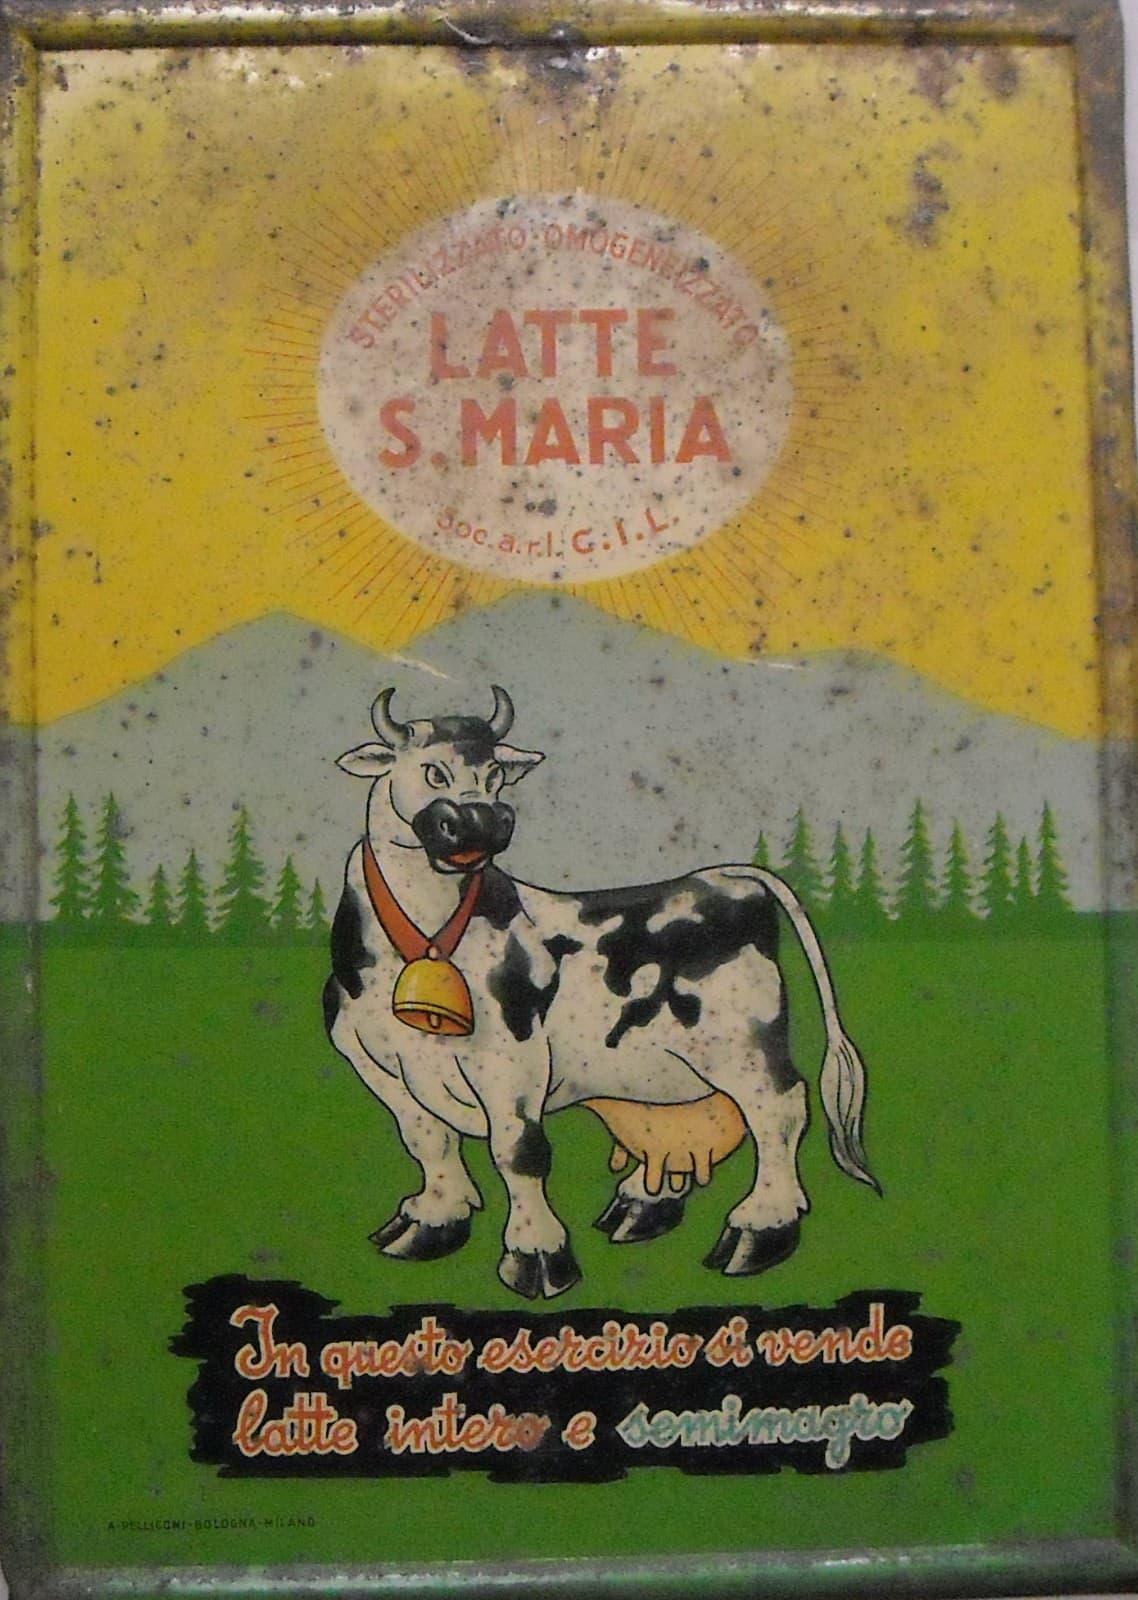 STERILIZZATO-OMOGENEIZZATO
LATTE
S. MARIA
Soc. a.r.l. C.I.L.
In questo esercizio si vende
latte intero e semimagro
A. PELLICONI-BOLOGNA-MILANO